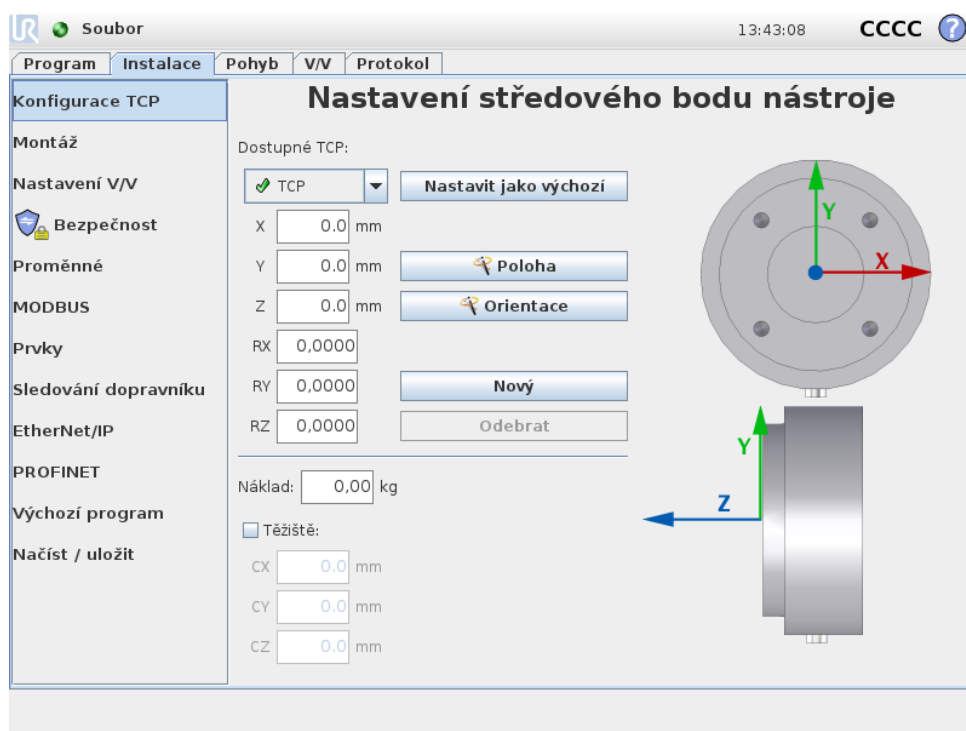 UR Soubor 13:43:08 CCCC ?
Program Instalace Pohyb V/V Protokol
Konfigurace TCP
Montáž
Nastavení V/V
Bezpečnost
Proměnné
MODBUS
Prvky
Sledování dopravníku
EtherNet/IP
PROFINET
Výchozí program
Načíst / uložit
Nastavení středového bodu nástroje
Dostupné TCP:
TCP Nastavit jako výchozí
X 0.0 mm
Y 0.0 mm Poloha
Z 0.0 mm Orientace
RX 0,0000
RY 0,0000 Nový
RZ 0,0000 Odebrat
Náklad: 0,00 kg
Těžiště:
CX 0.0 mm
CY 0.0 mm
CZ 0.0 mm
Y
X
Y
Z